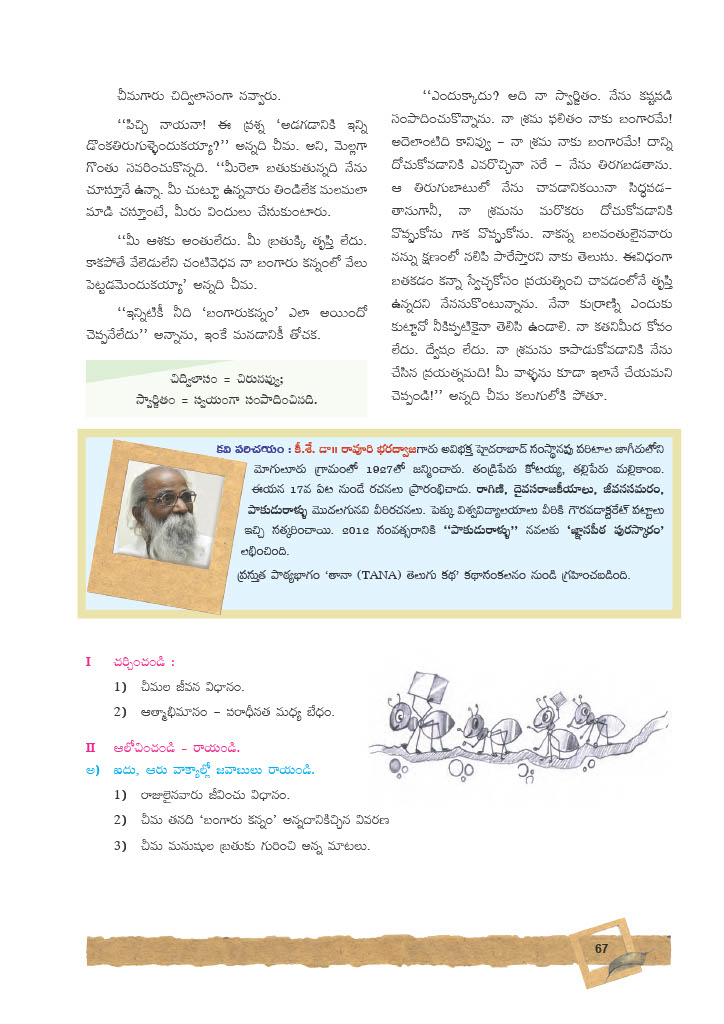 చీమగారు చిద్విలాసంగా నవ్వారు.
‘‘పిచ్చి నాయనా! ఈ ప్రశ్న ‘అడగడానికి ఇన్ని
డొంకతిరుగుళ్ళెందుకయ్యా?’’ అన్నది చీమ. అని, మెల్లగా
గొంతు సవరించుకొన్నది. ‘‘మీరెలా బతుకుతున్నది నేను
చూస్తూనే ఉన్నా. మీ చుట్టూ ఉన్నవారు తిండిలేక మలమలా
మాడి చస్తూంటే, మీరు విందులు చేసుకుంటారు.
‘‘మీ ఆశకు అంతులేదు. మీ బ్రతుక్కి తృప్తి లేదు.
కాకపోతే వేలెడులేని చంటివెధవ నా బంగారు కన్నంలో వేలు
పెట్టడమెందుకయ్యా’ అన్నది చీమ.
‘‘ఇన్నిటికీ నీది ‘బంగారుకన్నం’ ఎలా అయిందో
చెప్పనేలేదు’’ అన్నాను, ఇంకే మనడానికీ తోచక.
చిద్విలాసం = చిరునవ్వు;
స్వార్జితం = స్వయంగా సంపాదించినది.
‘‘ఎందుక్కాదు? అది నా స్వార్జితం. నేను కష్టపడి
సంపాదించుకొన్నాను. నా శ్రమ ఫలితం నాకు బంగారమే!
అదెలాంటిది కానివ్వు – నా శ్రమ నాకు బంగారమే! దాన్ని
దోచుకోవడానికి ఎవరొచ్చినా సరే – నేను తిరగబడతాను.
ఆ తిరుగుబాటులో నేను చావడానికయినా సిద్ధపడ–
తానుగానీ, నా శ్రమను మరొకరు దోచుకోవడానికి
వొప్పుకోను గాక వొప్పుకోను. నాకన్న బలవంతులైనవారు
నన్ను క్షణంలో నలిపి పారేస్తారని నాకు తెలును. ఈవిధంగా
బతకడం కన్నా స్వేచ్ఛకోసం ప్రయత్నించి చావడంలోనే తృప్తి
ఉన్నదని నేననుకొంటున్నాను. నేనా కుర్రాణ్ని ఎందుకు
కుట్టానో నీకిప్పటికైనా తెలిసి ఉండాలి. నా కతనిమీద కోపం
లేదు. ద్వేషం లేదు. నా శ్రమను కాపాడుకోవడానికి నేను
చేసిన ప్రయత్నమది! మీ వాళ్ళను కూడా ఇలానే చేయమని
చెప్పండి!’’ అన్నది చీమ కలుగులోకి పోతూ.
కవి పరిచయం : కీ.శే. డా॥ రావూరి భరద్వాజగారు అవిభక్త హైదరాబాద్ సంస్థానపు పరిటాల జాగీరులోని
మోగులూరు గ్రామంలో 1927లో జన్మించారు. తండ్రిపేరు కోటయ్య, తల్లిపేరు మల్లికాంబ.
ఈయన 17వ ఏట నుండే రచనలు ప్రారంభించాడు. రాగిణి, దైవసరాజకీయాలు, జీవనసమరం,
పాకుడురాళ్ళు మొదలగునవి వీరిరచనలు. పెక్కు విశ్వవిద్యాలయాలు వీరికి గౌరవడాక్టరేట్ పట్టాలు
ఇచ్చి సత్కరించాయి. 2012 సంవత్సరానికి ‘‘పాకుడురాళ్ళు’’ నవలకు ‘జ్ఞానపీఠ పురస్కారం’
లభించింది.
ప్రస్తుత పాఠ్యభాగం ‘తానా (TANA) తెలుగు కథ’ కథాసంకలనం నుండి గ్రహించబడింది.
I చర్చించండి :
1) చీమల జీవన విధానం.
2) ఆత్మాభిమానం – పరాధీనత మధ్య బేధం.
II ఆలోచించండి – రాయండి.
అ) ఐదు, ఆరు వాక్యాల్లో జవాబులు రాయండి.
1) రాజులైనవారు జీవించు విధానం.
2) చీమ తనది ‘బంగారు కన్నం’ అన్నదానికిచ్చిన వివరణ
3) చీమ మనుషుల బ్రతుకు గురించి అన్న మాటలు.
67